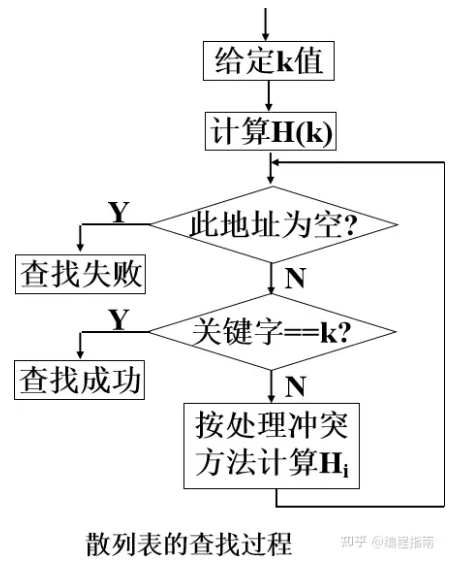 给定k值
计算H(k)
此地址为空?
Y
N
查找失败
关键字==k?
Y
N
查找成功
按处理冲突
方法计算Hi
散列表的查找过程
知乎 @编程指南